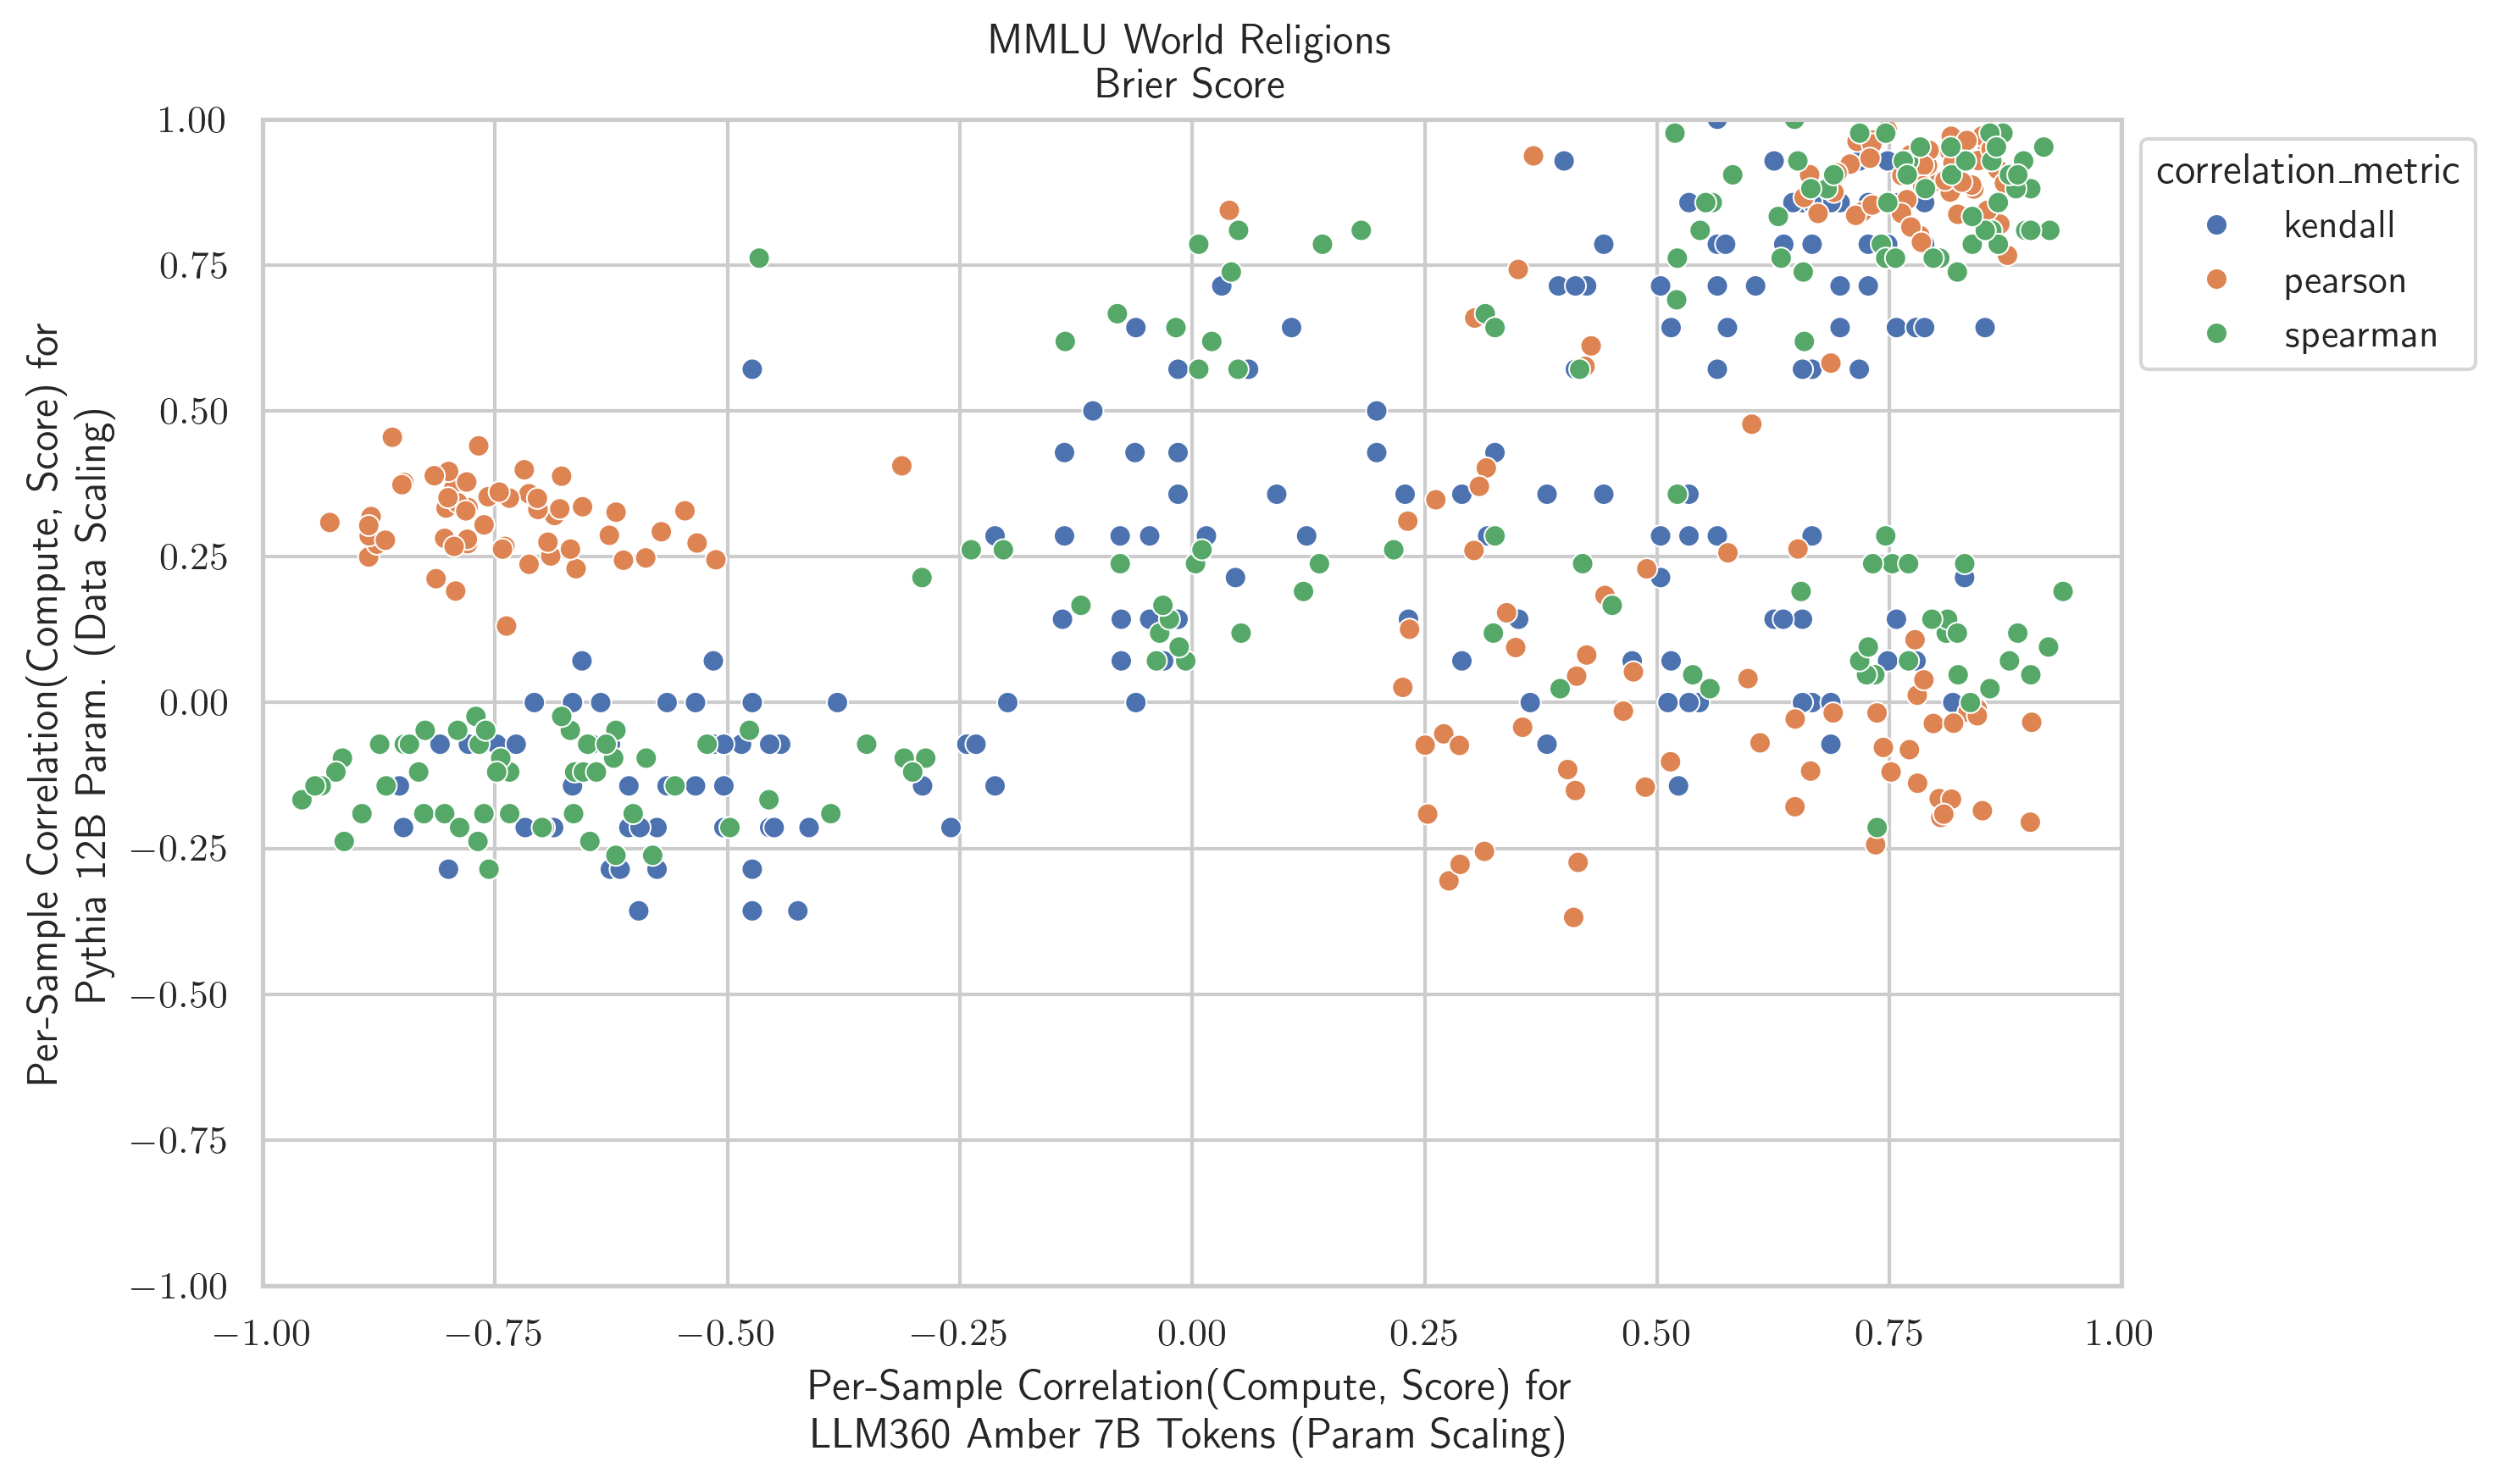 MMLU World Religions
Brier Score
Per-Sample Correlation(Compute, Score) for
Pythia 12B Param. (Data Scaling)
1.00
0.75
0.50
0.25
0.00
−0.25
−0.50
−0.75
−1.00
−1.00 −0.75 −0.50 −0.25 0.00 0.25 0.50 0.75 1.00
Per-Sample Correlation(Compute, Score) for
LLM360 Amber 7B Tokens (Param Scaling)
correlation_metric
kendall
pearson
spearman